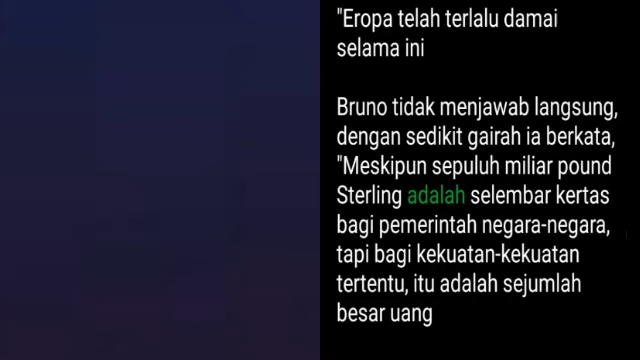 "Eropa telah terlalu damai
selama ini
Bruno tidak menjawab langsung,
dengan sedikit gairah ia berkata,
"Meskipun sepuluh miliar pound
Sterling adalah selembar kertas
bagi pemerintah negara-negara,
tapi bagi kekuatan-kekuatan
tertentu, itu adalah sejumlah
besar uang